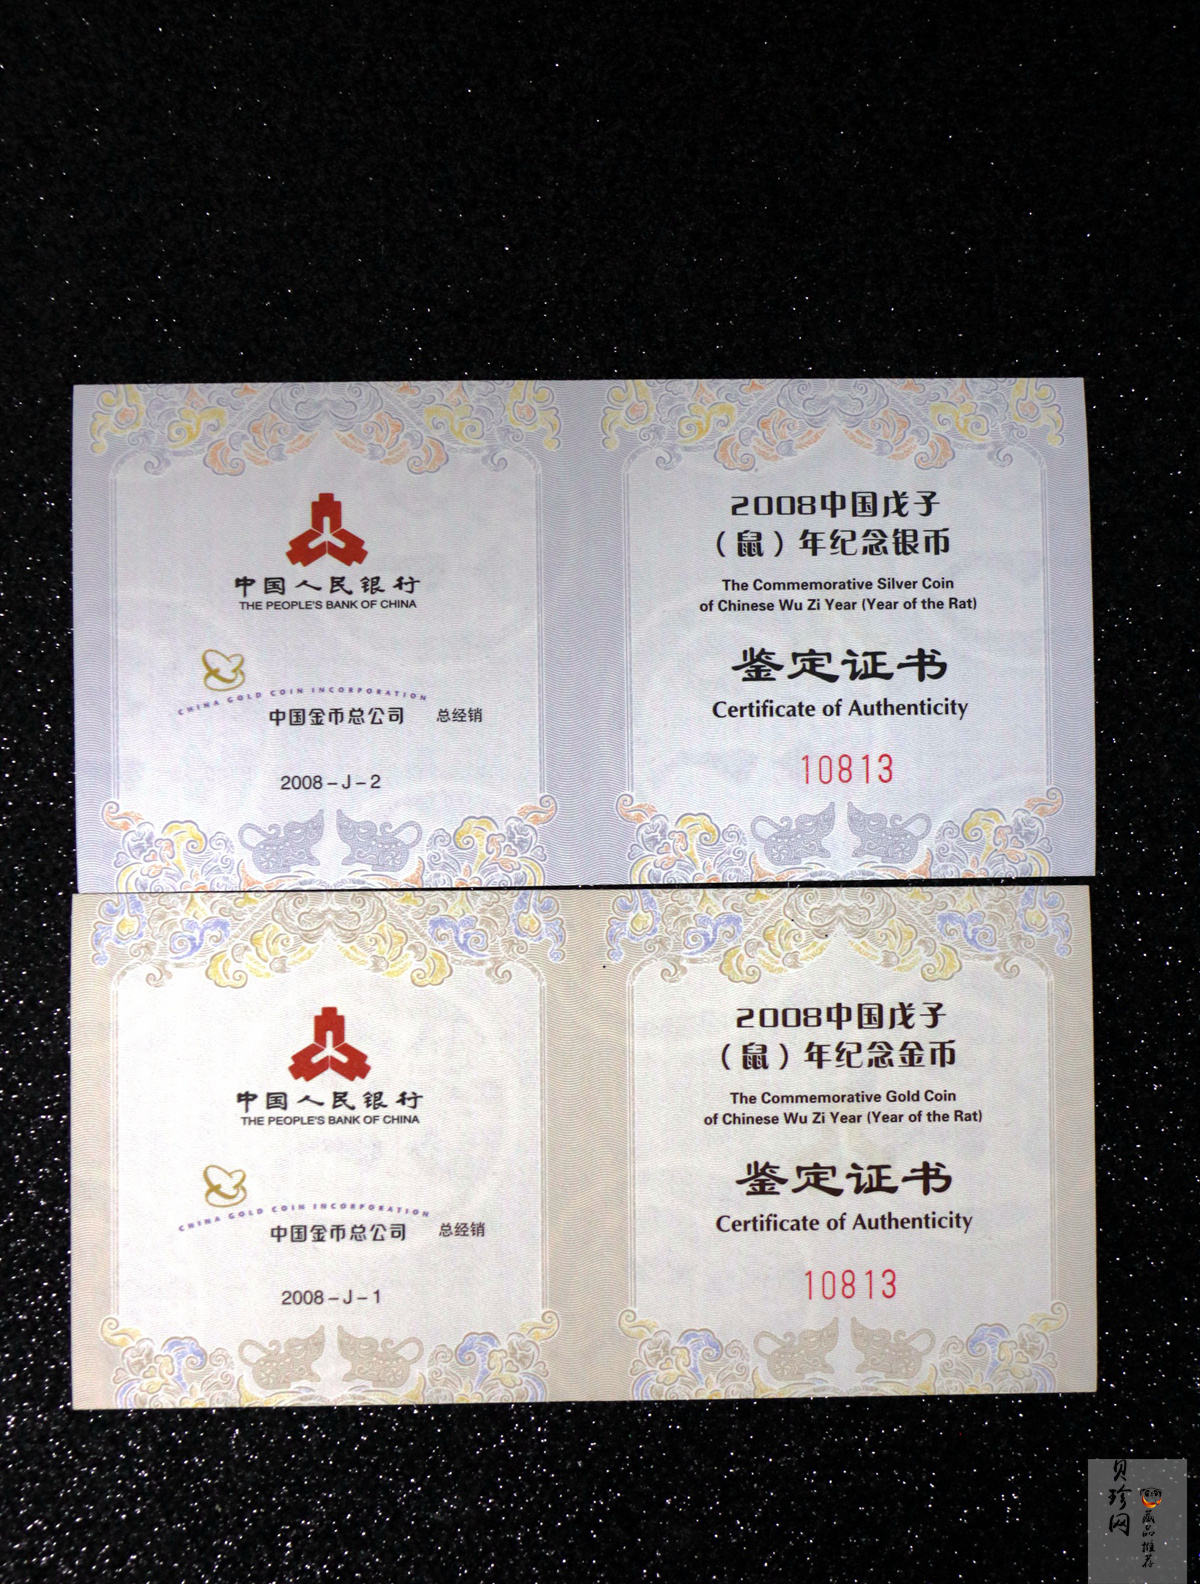 中国人民银行
THE PEOPLE'S BANK OF CHINA
CHINA GOLD COIN INCORPORATION
中国金币总公司 总经销
2008-J-2
2008中国戊子
（鼠）年纪念银币
The Commemorative Silver Coin
of Chinese Wu Zi Year (Year of the Rat)
鉴定证书
Certificate of Authenticity
10813
中国人民银行
THE PEOPLE'S BANK OF CHINA
CHINA GOLD COIN INCORPORATION
中国金币总公司 总经销
2008-J-1
2008中国戊子
（鼠）年纪念金币
The Commemorative Gold Coin
of Chinese Wu Zi Year (Year of the Rat)
鉴定证书
Certificate of Authenticity
10813
贝珍网
藏品推荐